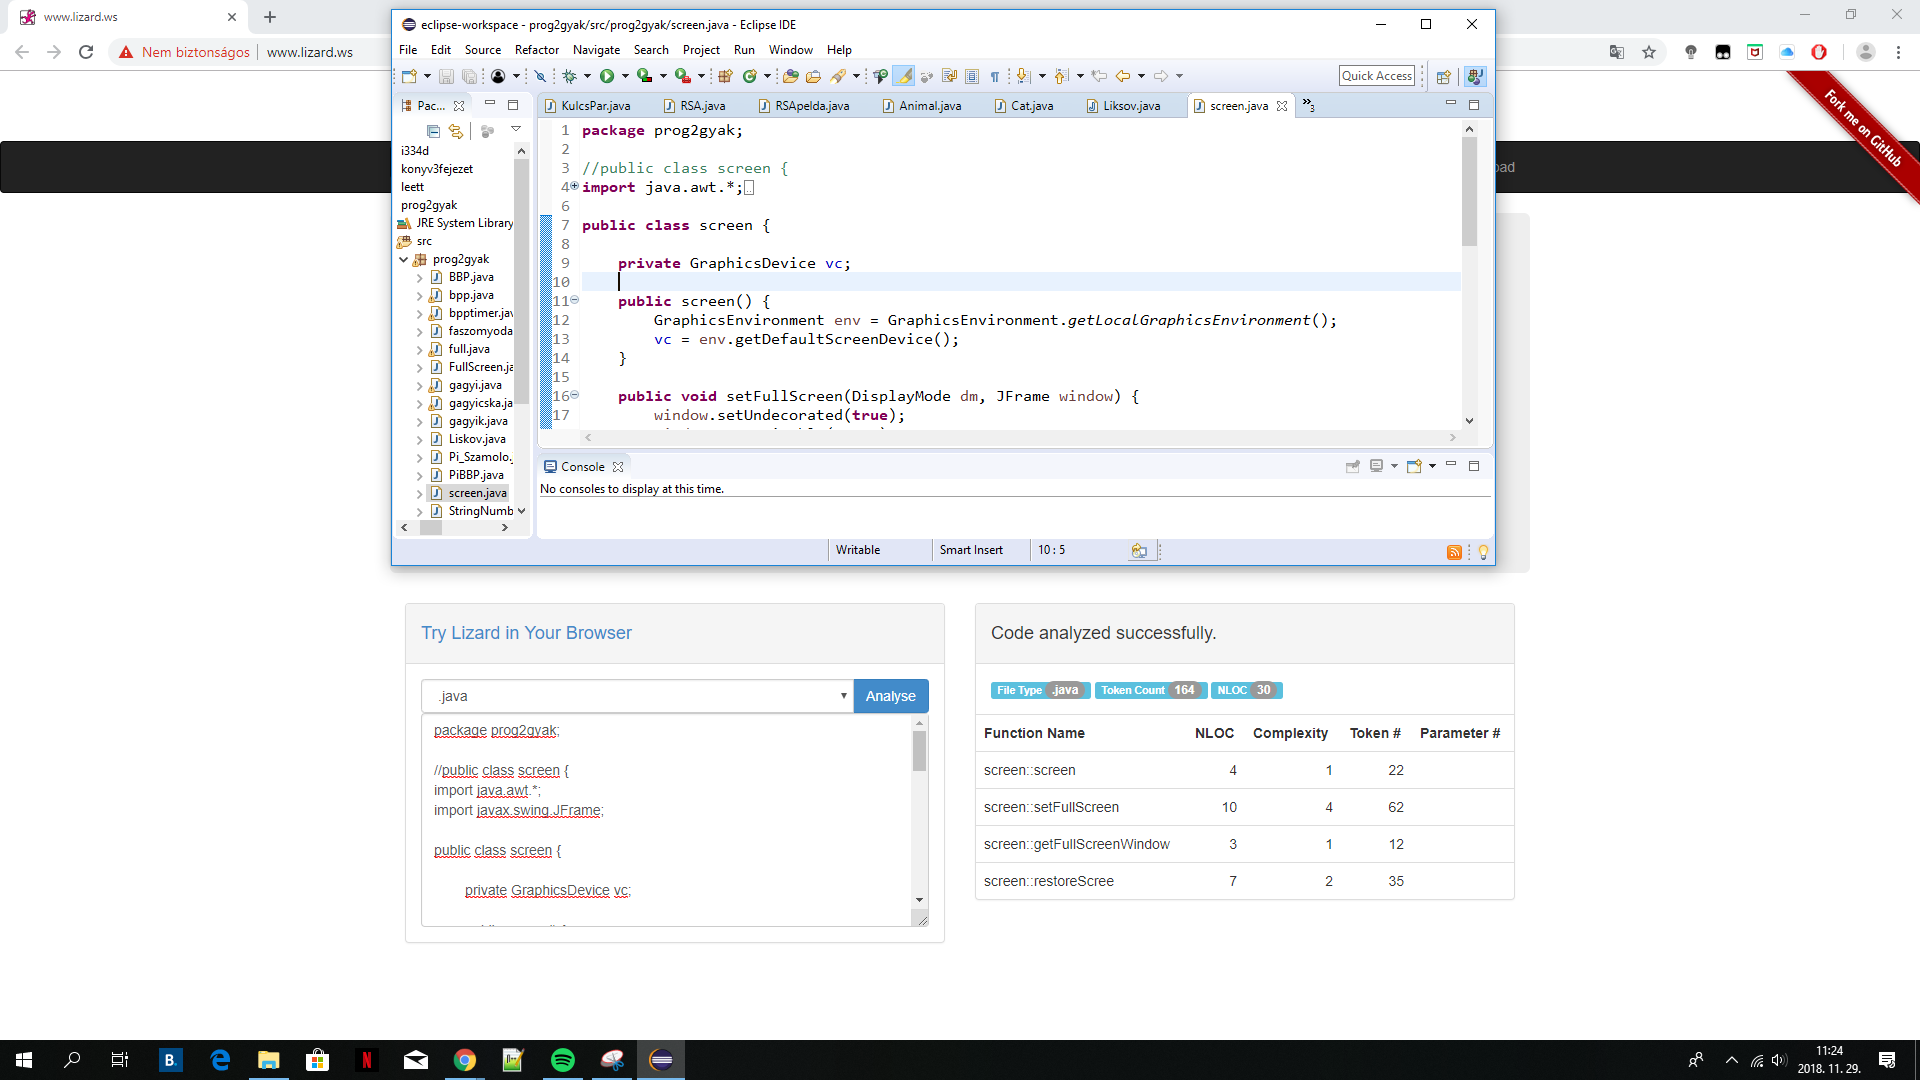 www.lizard.ws
Nem biztonságos
www.lizard.ws
Fork me on GitHub
eclipse-workspace - prog2gyak/src/prog2gyak/screen.java - Eclipse IDE
File Edit Source Refactor Navigate Search Project Run Window Help
Quick Access
Pac...
KulcsPar.java RSA.java RSApelda.java Animal.java Cat.java Liksov.java screen.java »3
i334d
konyv3fejezet
leett
prog2gyak
JRE System Library
src
prog2gyak
BBP.java
bpp.java
bpptimer.jav
faszomyoda
full.java
FullScreen.ja
gagyi.java
gagyicska.ja
gagyik.java
Liskov.java
Pi_Szamolo.
PiBBP.java
screen.java
StringNumb
1 package prog2gyak;
2
3 //public class screen {
4 import java.awt.*;
6
7 public class screen {
8
9 private GraphicsDevice vc;
10
11 public screen() {
12 GraphicsEnvironment env = GraphicsEnvironment.getLocalGraphicsEnvironment();
13 vc = env.getDefaultScreenDevice();
14 }
15
16 public void setFullScreen(DisplayMode dm, JFrame window) {
17 window.setUndecorated(true);
Console
No consoles to display at this time.
Writable Smart Insert 10 : 5
oad
Try Lizard in Your Browser
.java
Analyse
package prog2gyak;
//public class screen {
import java.awt.*;
import javax.swing.JFrame;
public class screen {
private GraphicsDevice vc;
Code analyzed successfully.
File Type .java Token Count 164 NLOC 30
Function Name NLOC Complexity Token # Parameter #
screen::screen 4 1 22
screen::setFullScreen 10 4 62
screen::getFullScreenWindow 3 1 12
screen::restoreScree 7 2 35
B.
11:24
2018. 11. 29.